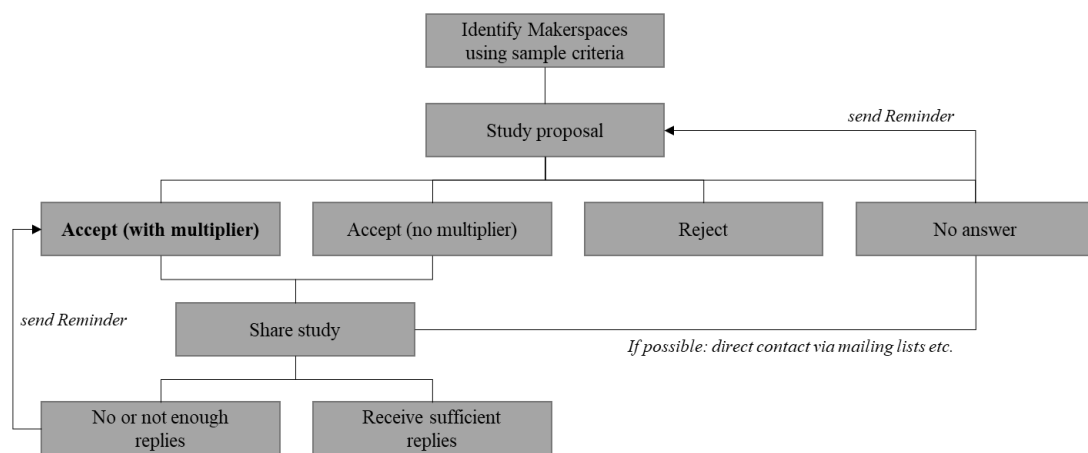 Identify Makerspaces
using sample criteria
Study proposal
send Reminder
Accept (with multiplier)
Accept (no multiplier)
Reject
No answer
send Reminder
Share study
If possible: direct contact via mailing lists etc.
No or not enough
replies
Receive sufficient
replies